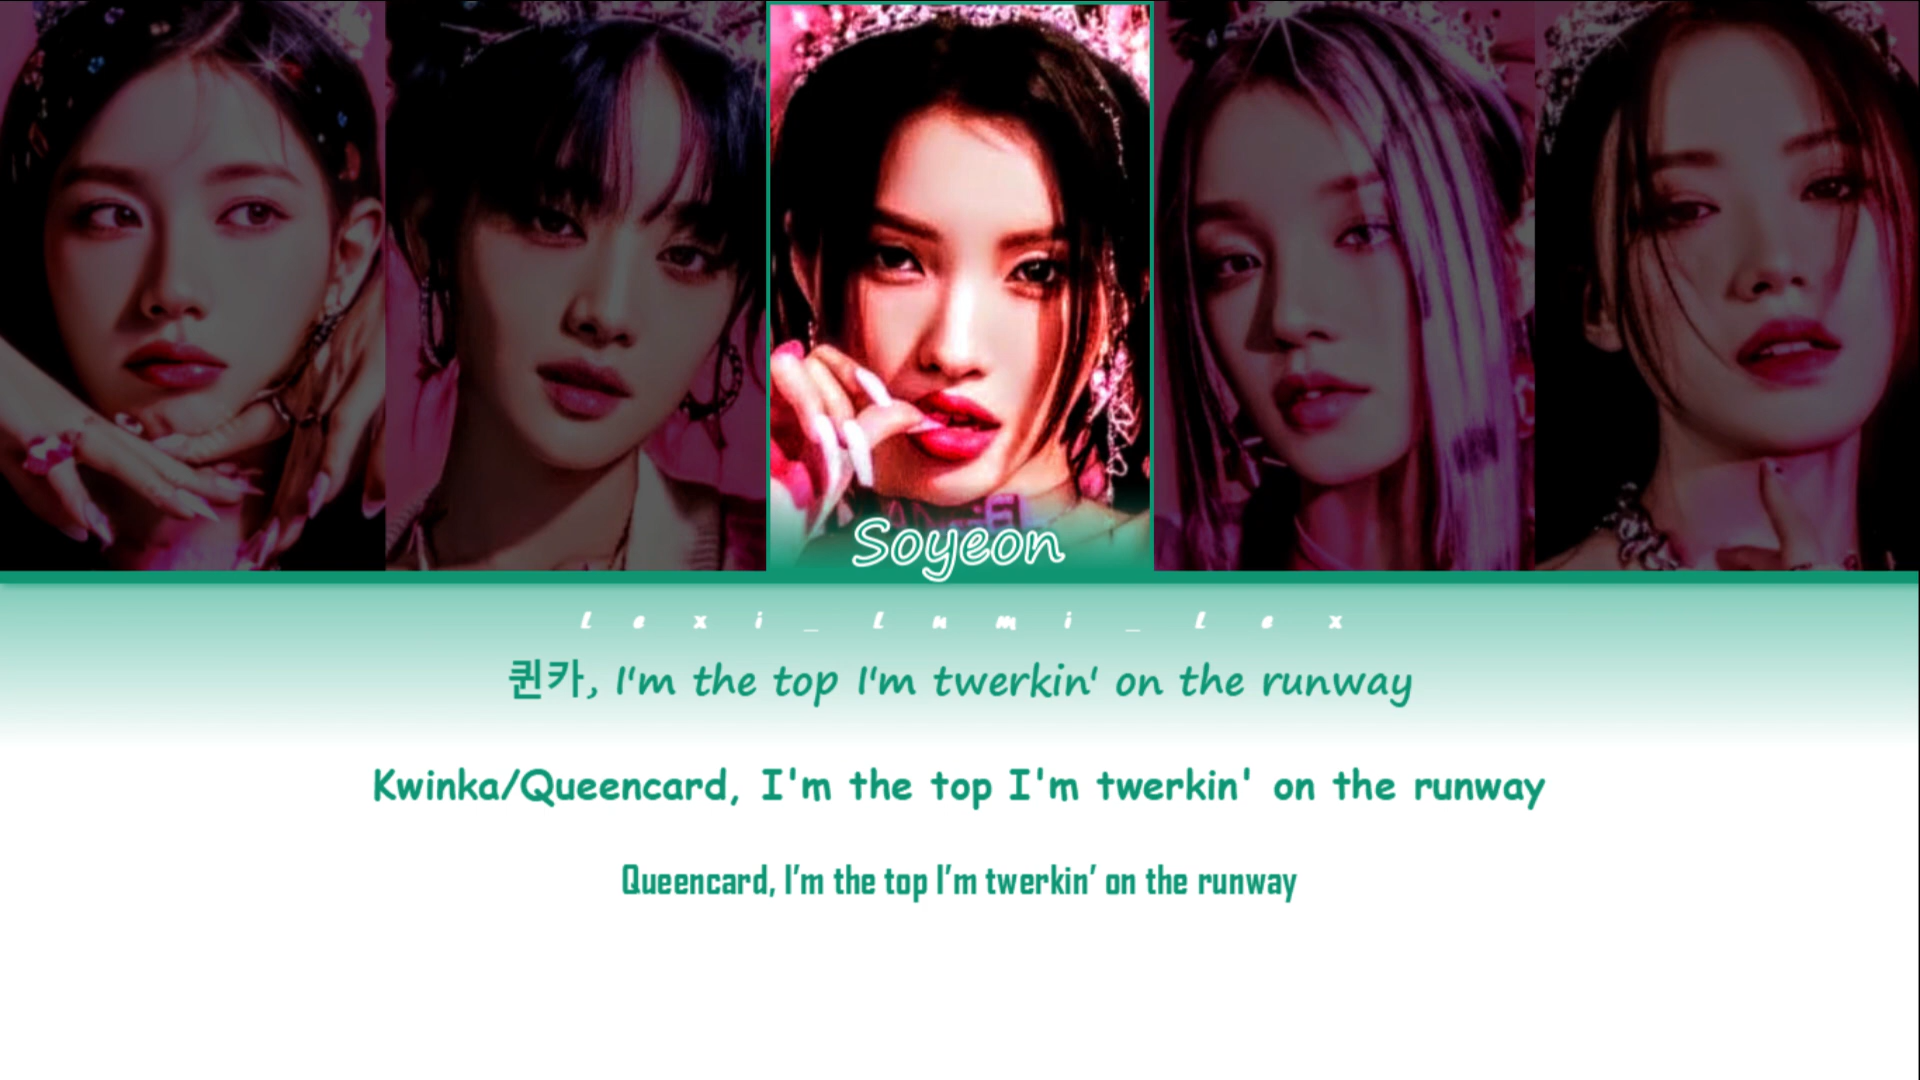 Soyeon
Lexi_Lumi_Lex
퀸카, I'm the top I'm twerkin' on the runway
Kwinka/Queencard, I'm the top I'm twerkin' on the runway
Queencard, I'm the top I'm twerkin' on the runway